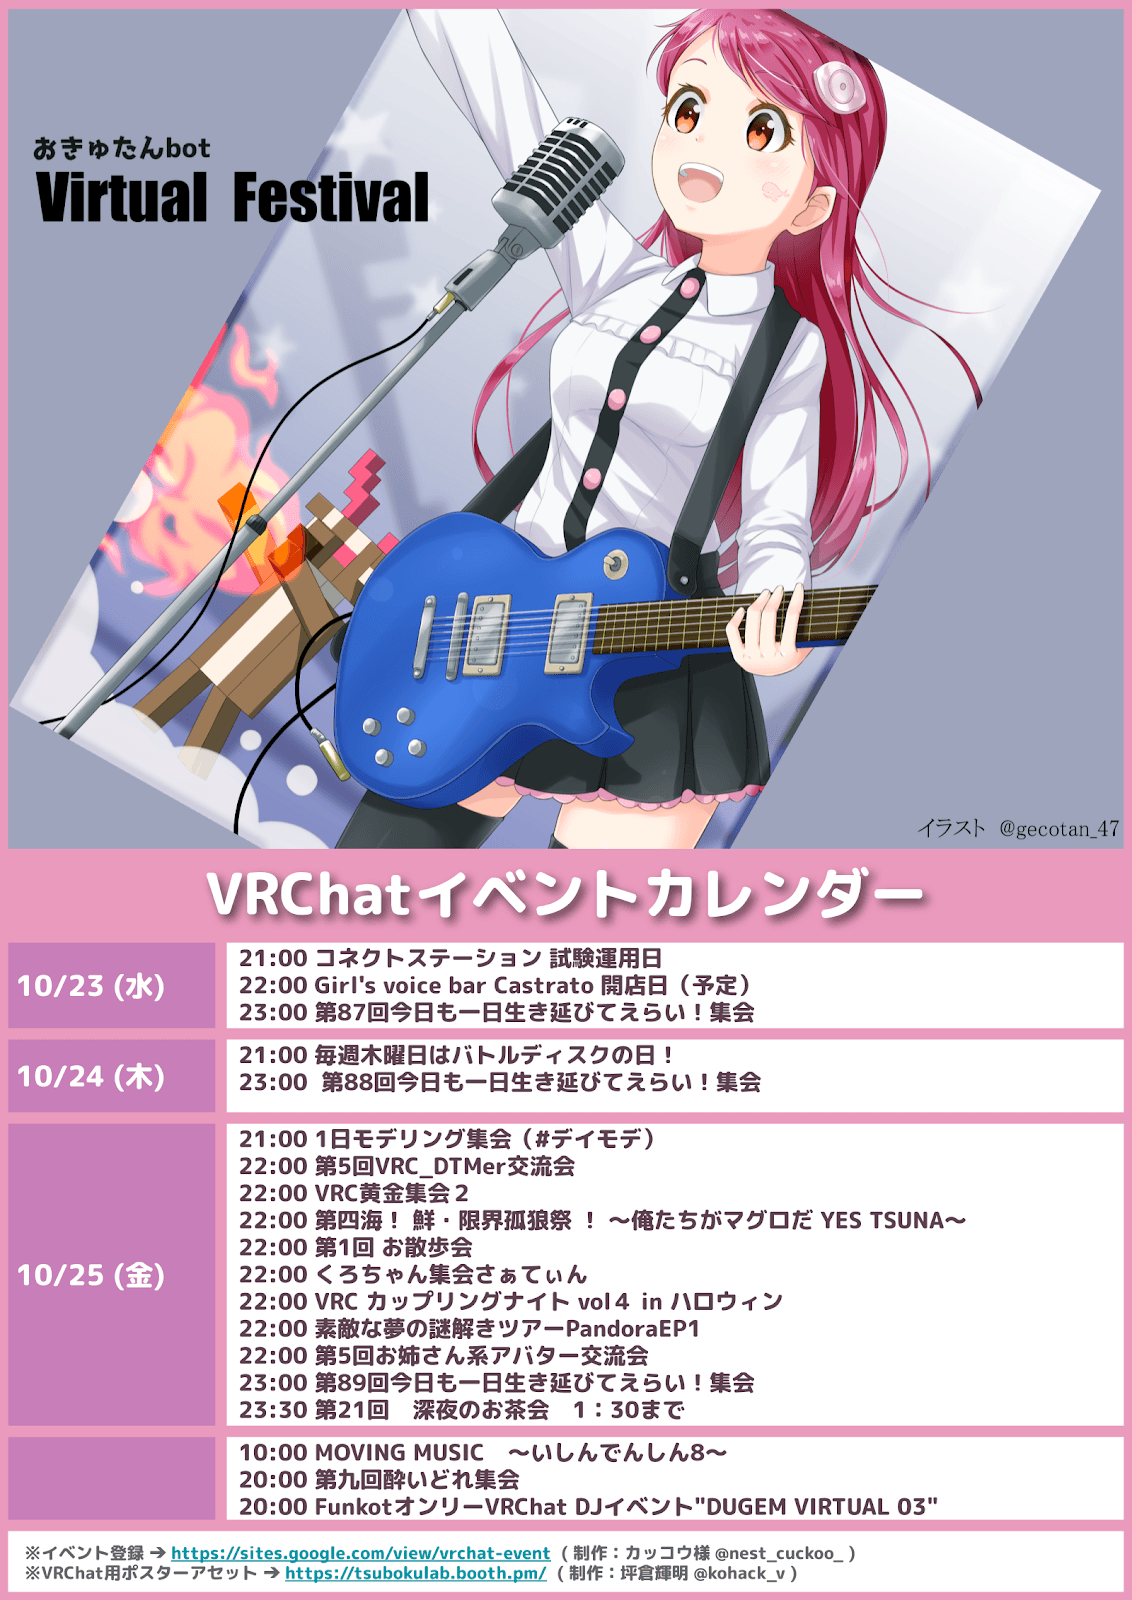 おきゅたんbot
Virtual Festival
イラスト @gecotan_47
VRChatイベントカレンダー
10/23 (水)
21:00 コネクトステーション 試験運用日
22:00 Girl's voice bar Castrato 開店日（予定）
23:00 第87回今日も一日生き延びてえらい！集会
10/24 (木)
21:00 毎週木曜日はバトルディスクの日！
23:00 第88回今日も一日生き延びてえらい！集会
10/25 (金)
21:00 1日モデリング集会（#デイモデ）
22:00 第5回VRC_DTMer交流会
22:00 VRC黄金集会２
22:00 第四海！ 鮮・限界孤狼祭 ！ ～俺たちがマグロだ YES TSUNA～
22:00 第1回 お散歩会
22:00 くろちゃん集会さぁてぃん
22:00 VRC カップリングナイト vol４ in ハロウィン
22:00 素敵な夢の謎解きツアーPandoraEP1
22:00 第5回お姉さん系アバター交流会
23:00 第89回今日も一日生き延びてえらい！集会
23:30 第21回　深夜のお茶会　1：30まで
10:00 MOVING MUSIC　～いしんでんしん8～
20:00 第九回酔いどれ集会
20:00 FunkotオンリーVRChat DJイベント"DUGEM VIRTUAL 03"
※イベント登録 → https://sites.google.com/view/vrchat-event ( 制作：カッコウ様 @nest_cuckoo_ )
※VRChat用ポスターアセット → https://tsubokulab.booth.pm/ ( 制作：坪倉輝明 @kohack_v )